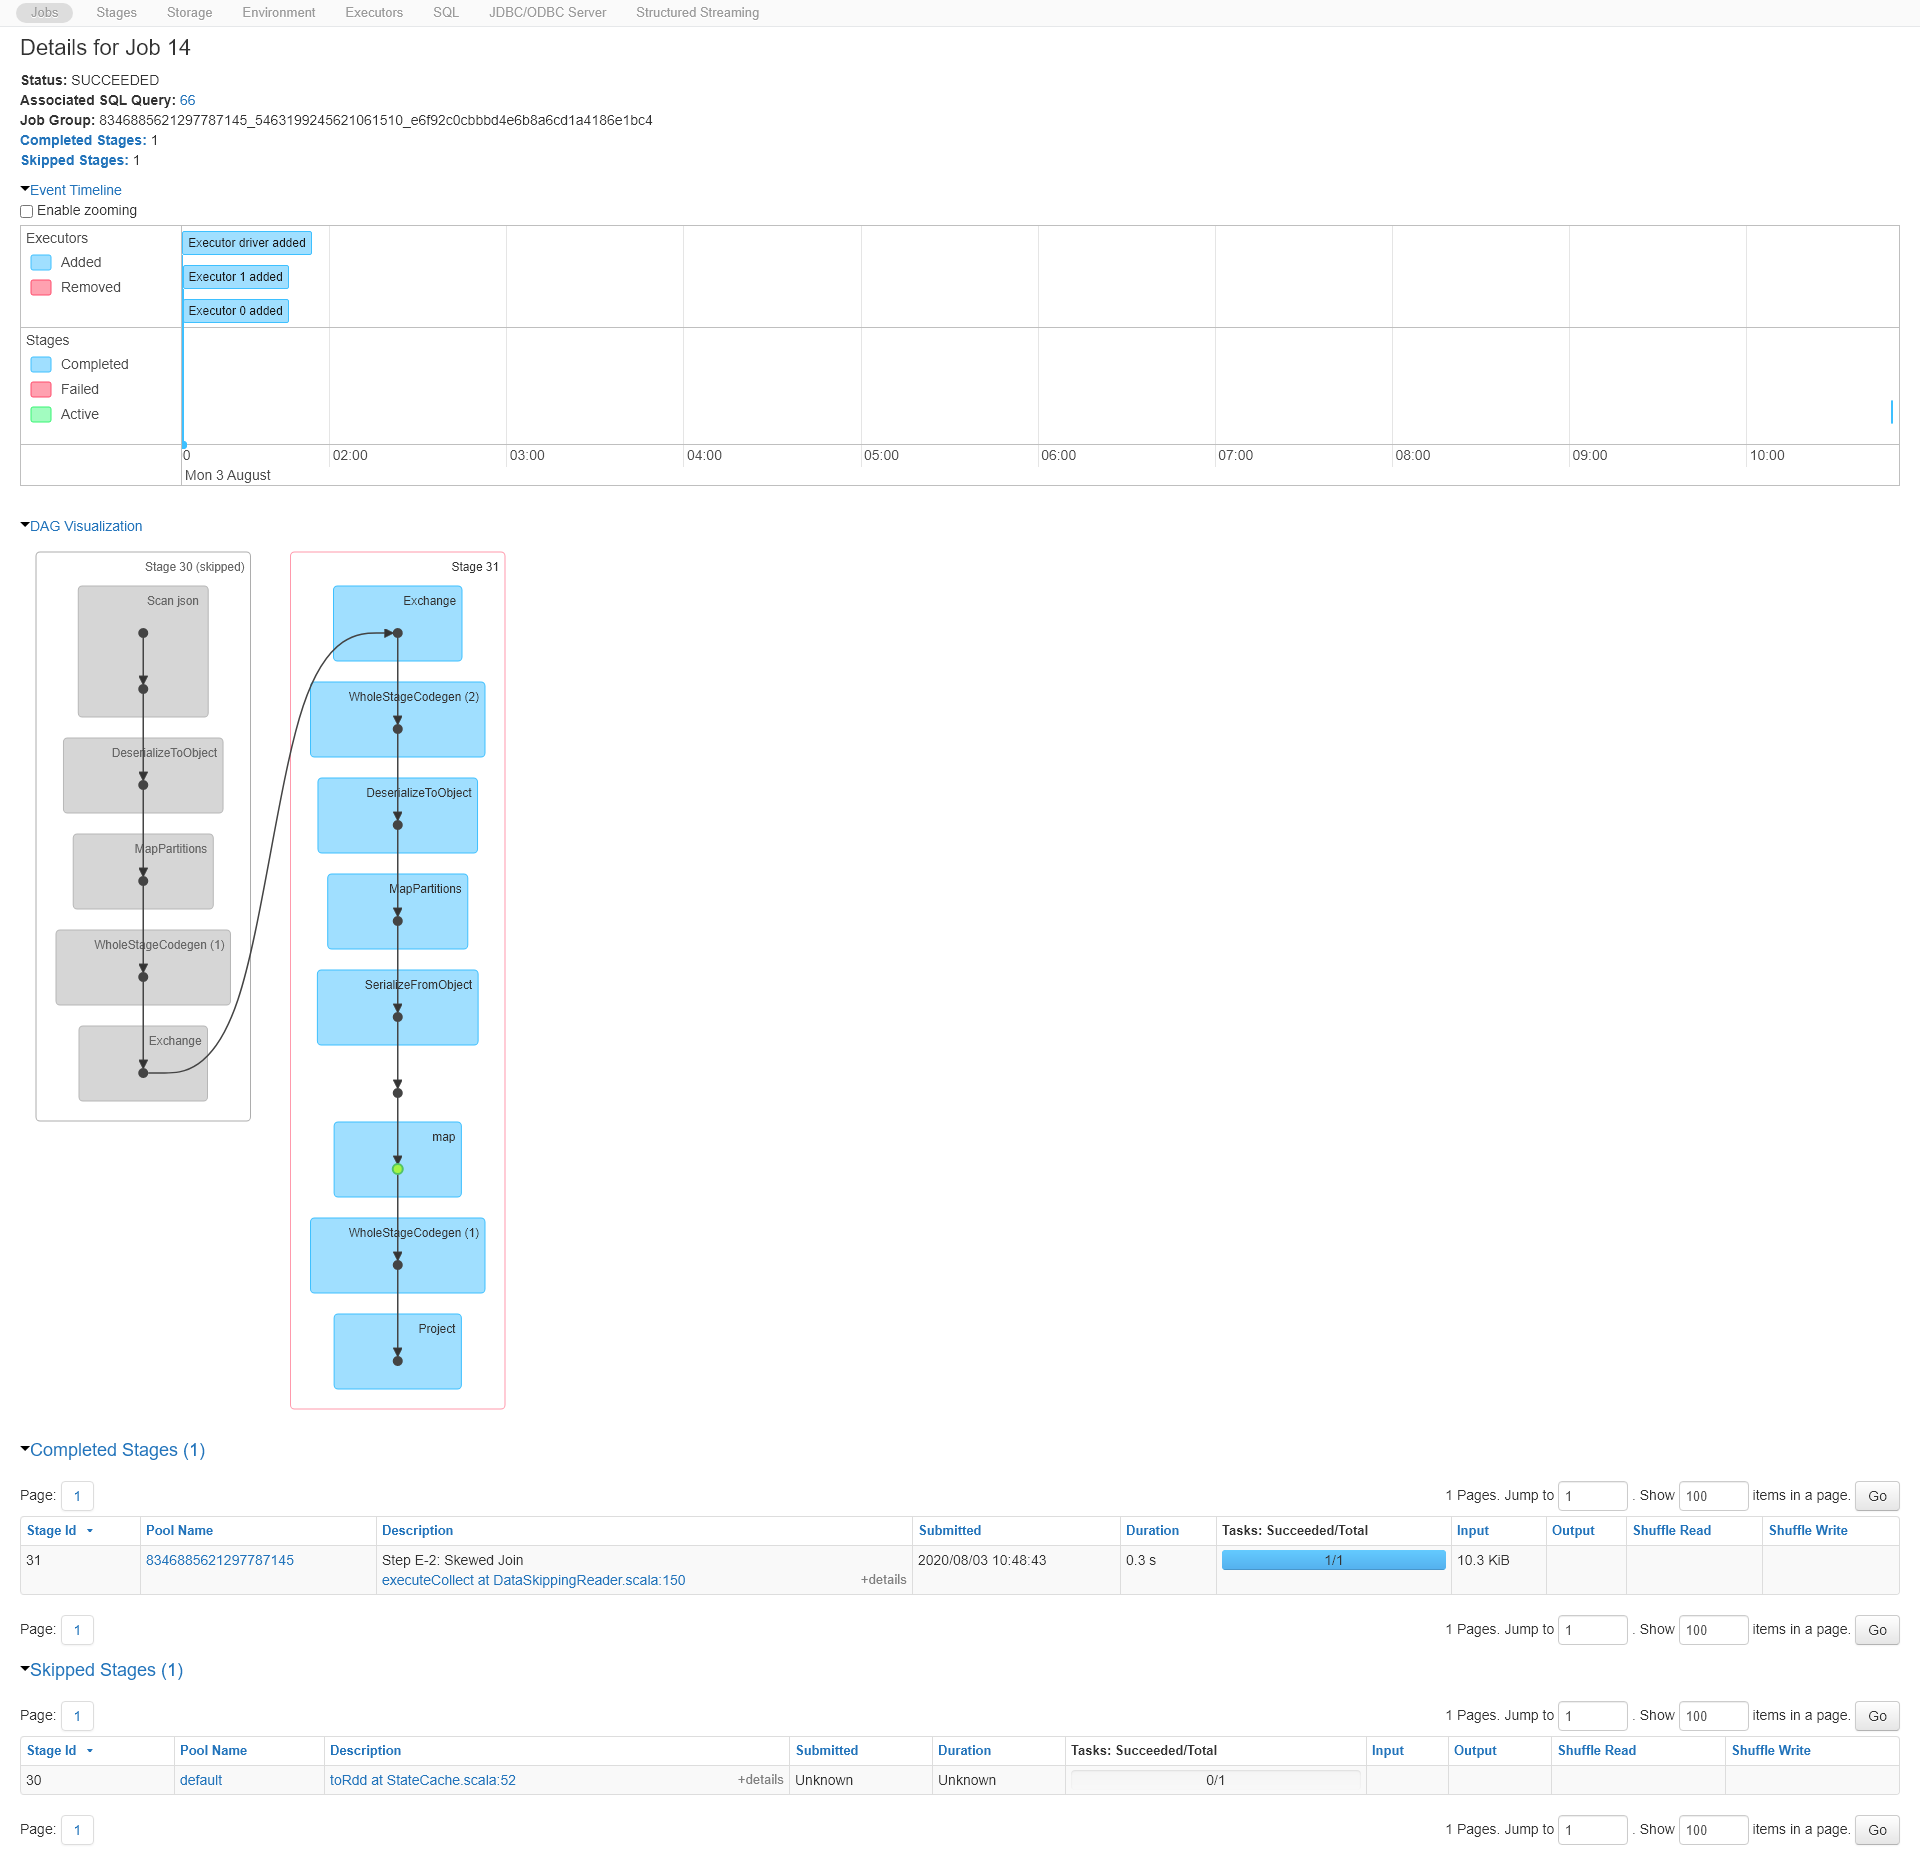 Jobs Stages Storage Environment Executors SQL JDBC/ODBC Server Structured Streaming
Details for Job 14
Status: SUCCEEDED
Associated SQL Query: 66
Job Group: 8346885621297787145_5463199245621061510_e6f92c0cbbbd4e6b8a6cd1a4186e1bc4
Completed Stages: 1
Skipped Stages: 1
Event Timeline
Enable zooming
Executors
Added
Removed
Executor driver added
Executor 1 added
Executor 0 added
Stages
Completed
Failed
Active
0 02:00 03:00 04:00 05:00 06:00 07:00 08:00 09:00 10:00
Mon 3 August
DAG Visualization
Stage 30 (skipped)
Scan json
DeserializeToObject
MapPartitions
WholeStageCodegen (1)
Exchange
Stage 31
Exchange
WholeStageCodegen (2)
DeserializeToObject
MapPartitions
SerializeFromObject
map
WholeStageCodegen (1)
Project
Completed Stages (1)
Page: 1 1 Pages. Jump to 1 . Show 100 items in a page. Go
Stage Id Pool Name Description Submitted Duration Tasks: Succeeded/Total Input Output Shuffle Read Shuffle Write
31 8346885621297787145 Step E-2: Skewed Join 2020/08/03 10:48:43 0.3 s 1/1 10.3 KiB
executeCollect at DataSkippingReader.scala:150 +details
Page: 1 1 Pages. Jump to 1 . Show 100 items in a page. Go
Skipped Stages (1)
Page: 1 1 Pages. Jump to 1 . Show 100 items in a page. Go
Stage Id Pool Name Description Submitted Duration Tasks: Succeeded/Total Input Output Shuffle Read Shuffle Write
30 default toRdd at StateCache.scala:52 +details Unknown Unknown 0/1
Page: 1 1 Pages. Jump to 1 . Show 100 items in a page. Go